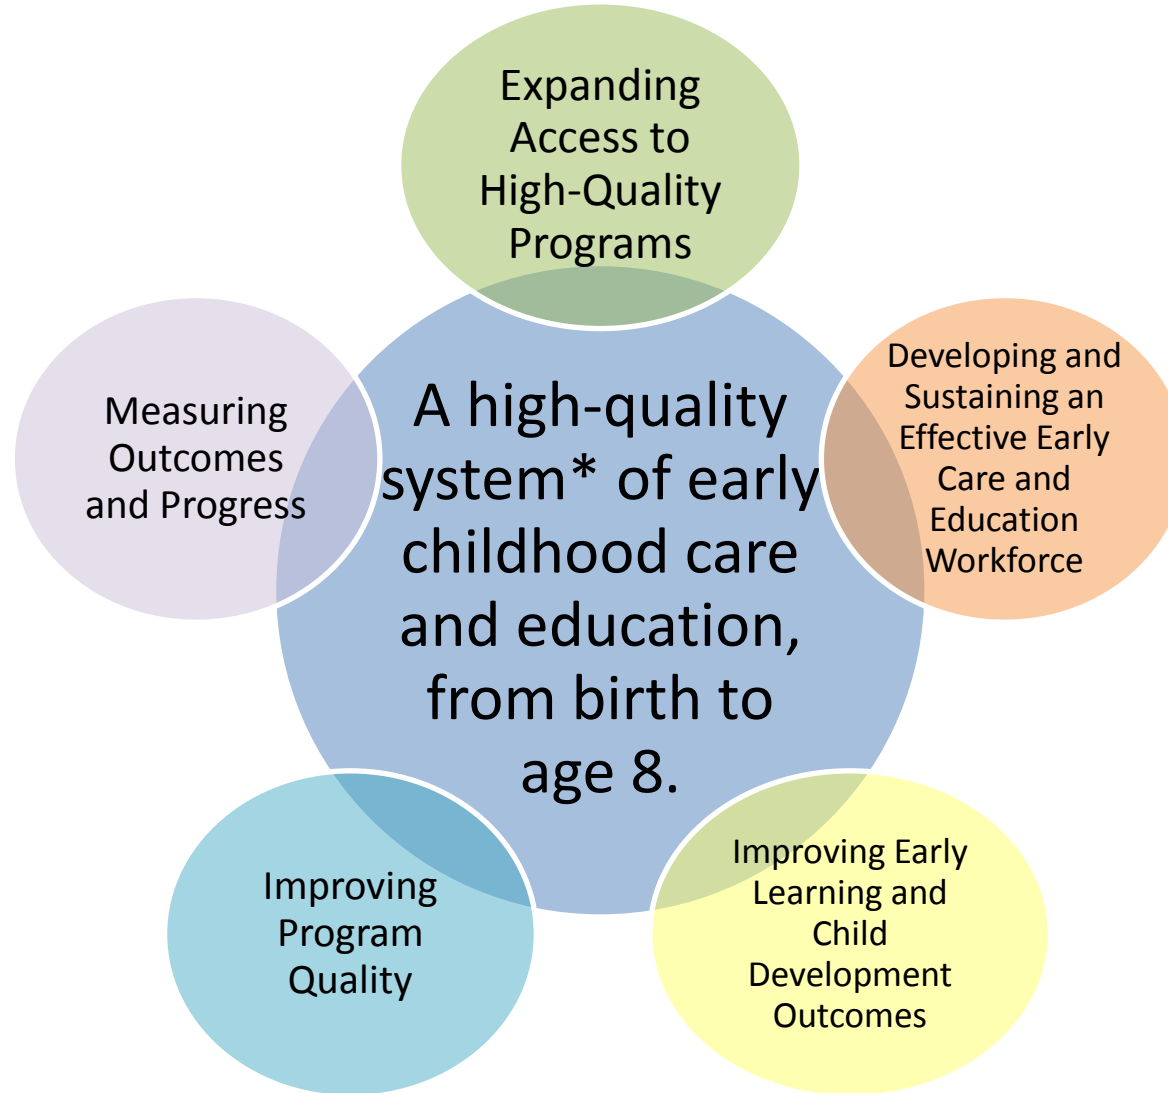 Expanding
Access to
High-Quality
Programs
Developing and
Sustaining an
Effective Early
Care and
Education
Workforce
Measuring
Outcomes
and Progress
A high-quality
system* of early
childhood care
and education,
from birth to
age 8.
Improving Early
Learning and
Child
Development
Outcomes
Improving
Program
Quality